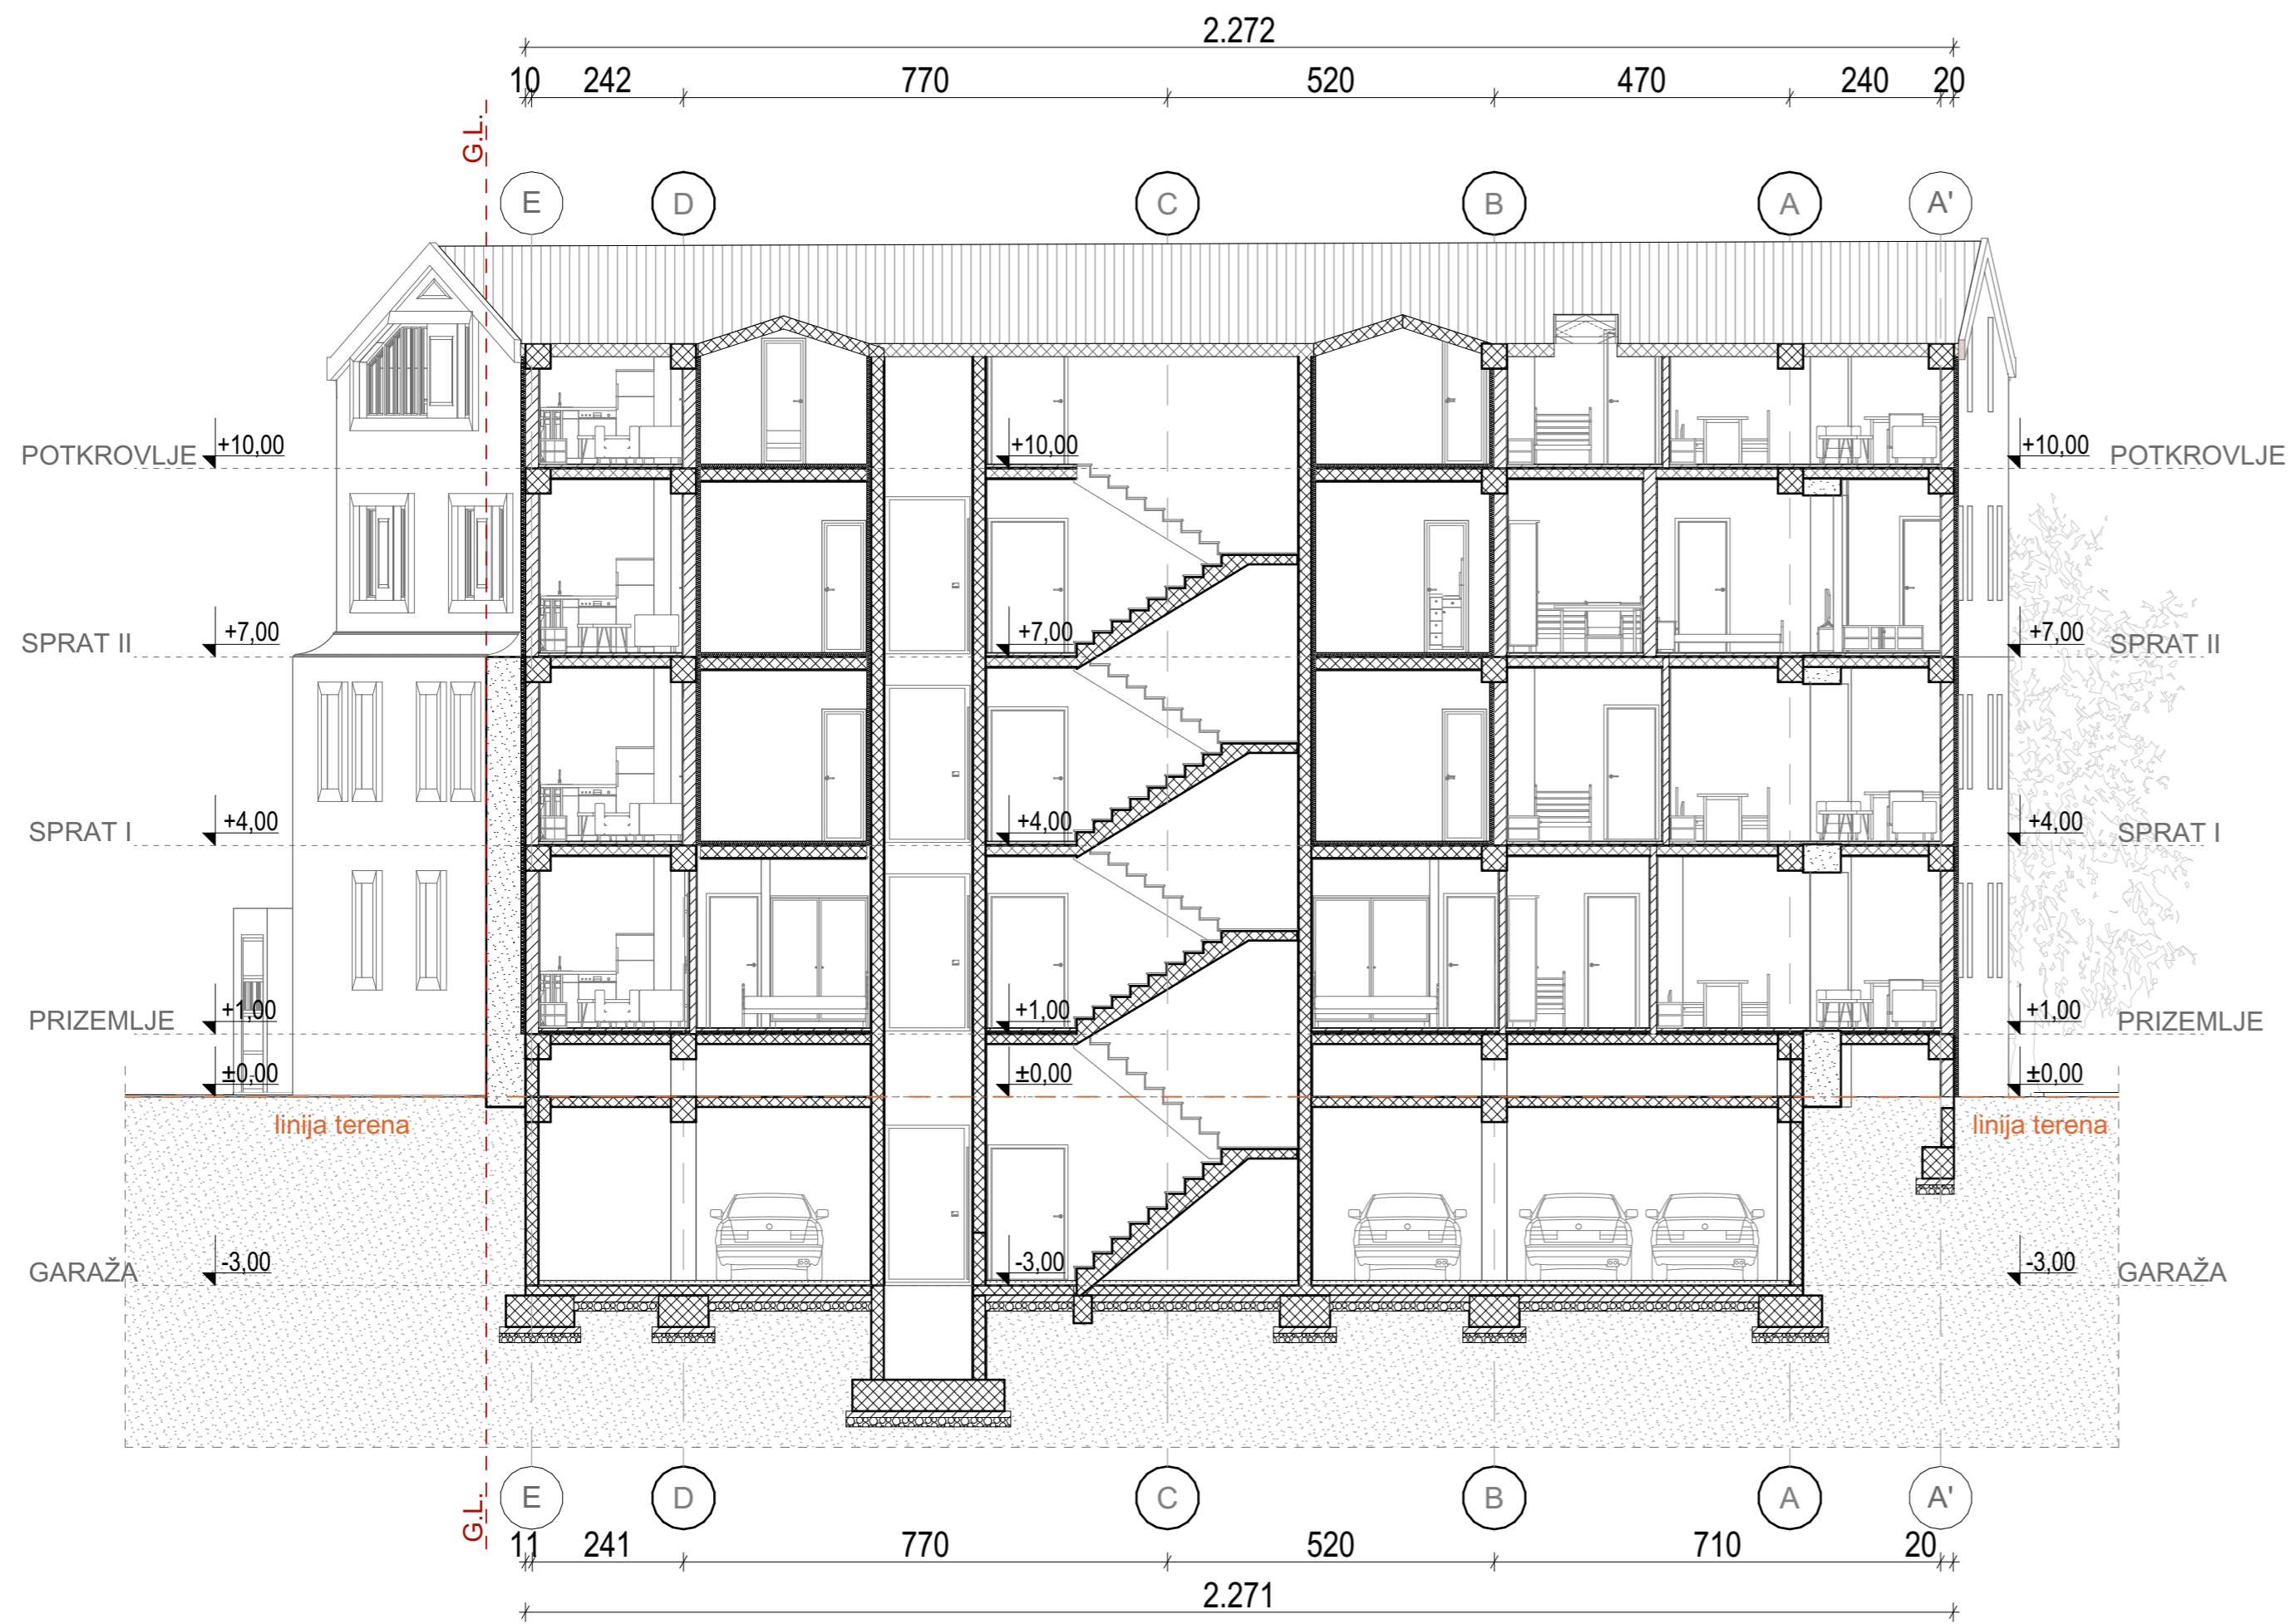 2.272
10 242 770 520 470 240 20
G.L.
E D C B A A'
POTKROVLJE +10,00 +10,00 +10,00 POTKROVLJE
SPRAT II +7,00 +7,00 +7,00 SPRAT II
SPRAT I +4,00 +4,00 +4,00 SPRAT I
PRIZEMLJE +1,00 +1,00 +1,00 PRIZEMLJE
±0,00 ±0,00 ±0,00
linija terena linija terena
GARAŽA -3,00 -3,00 -3,00 GARAŽA
E D C B A A'
G.L.
11 241 770 520 710 20
2.271